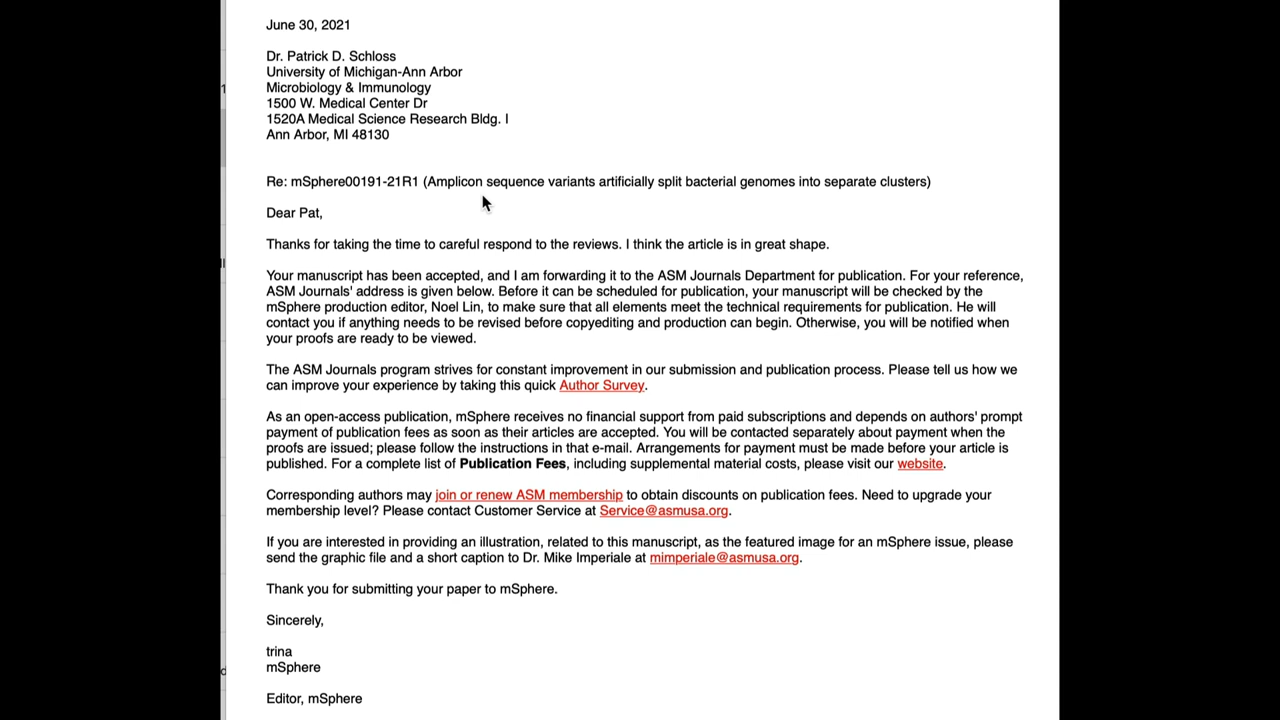 June 30, 2021
Dr. Patrick D. Schloss
University of Michigan-Ann Arbor
Microbiology & Immunology
1500 W. Medical Center Dr
1520A Medical Science Research Bldg. I
Ann Arbor, MI 48130
Re: mSphere00191-21R1 (Amplicon sequence variants artificially split bacterial genomes into separate clusters)
Dear Pat,
Thanks for taking the time to careful respond to the reviews. I think the article is in great shape.
Your manuscript has been accepted, and I am forwarding it to the ASM Journals Department for publication. For your reference,
ASM Journals' address is given below. Before it can be scheduled for publication, your manuscript will be checked by the
mSphere production editor, Noel Lin, to make sure that all elements meet the technical requirements for publication. He will
contact you if anything needs to be revised before copyediting and production can begin. Otherwise, you will be notified when
your proofs are ready to be viewed.
The ASM Journals program strives for constant improvement in our submission and publication process. Please tell us how we
can improve your experience by taking this quick Author Survey.
As an open-access publication, mSphere receives no financial support from paid subscriptions and depends on authors' prompt
payment of publication fees as soon as their articles are accepted. You will be contacted separately about payment when the
proofs are issued; please follow the instructions in that e-mail. Arrangements for payment must be made before your article is
published. For a complete list of Publication Fees, including supplemental material costs, please visit our website.
Corresponding authors may join or renew ASM membership to obtain discounts on publication fees. Need to upgrade your
membership level? Please contact Customer Service at Service@asmusa.org.
If you are interested in providing an illustration, related to this manuscript, as the featured image for an mSphere issue, please
send the graphic file and a short caption to Dr. Mike Imperiale at mimperiale@asmusa.org.
Thank you for submitting your paper to mSphere.
Sincerely,
trina
mSphere
Editor, mSphere